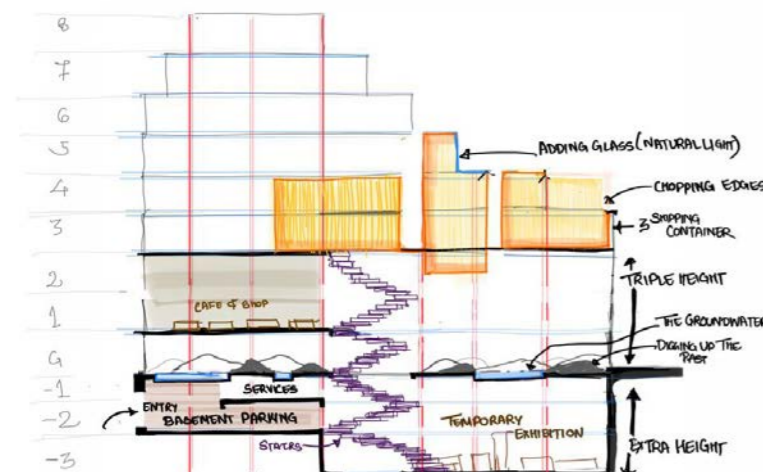 8
7
6
5
4
3
2
1
G
-1
-2
-3
ADDING GLASS (NATURAL LIGHT)
CHOPPING EDGES
3 SHIPPING
CONTAINER
TRIPLE HEIGHT
CAFE & SHOP
THE GROUNDWATER
DIGGING UP THE
PAST
SERVICES
ENTRY
BASEMENT PARKING
STAIRS
TEMPORARY
EXHIBITION
EXTRA HEIGHT